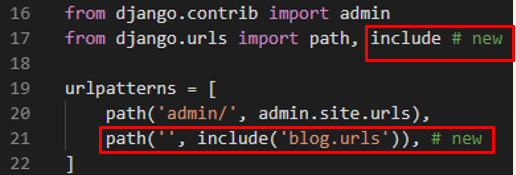 16 from django.contrib import admin
17 from django.urls import path, include # new
18
19 urlpatterns = [
20     path('admin/', admin.site.urls),
21     path('', include('blog.urls')), # new
22 ]